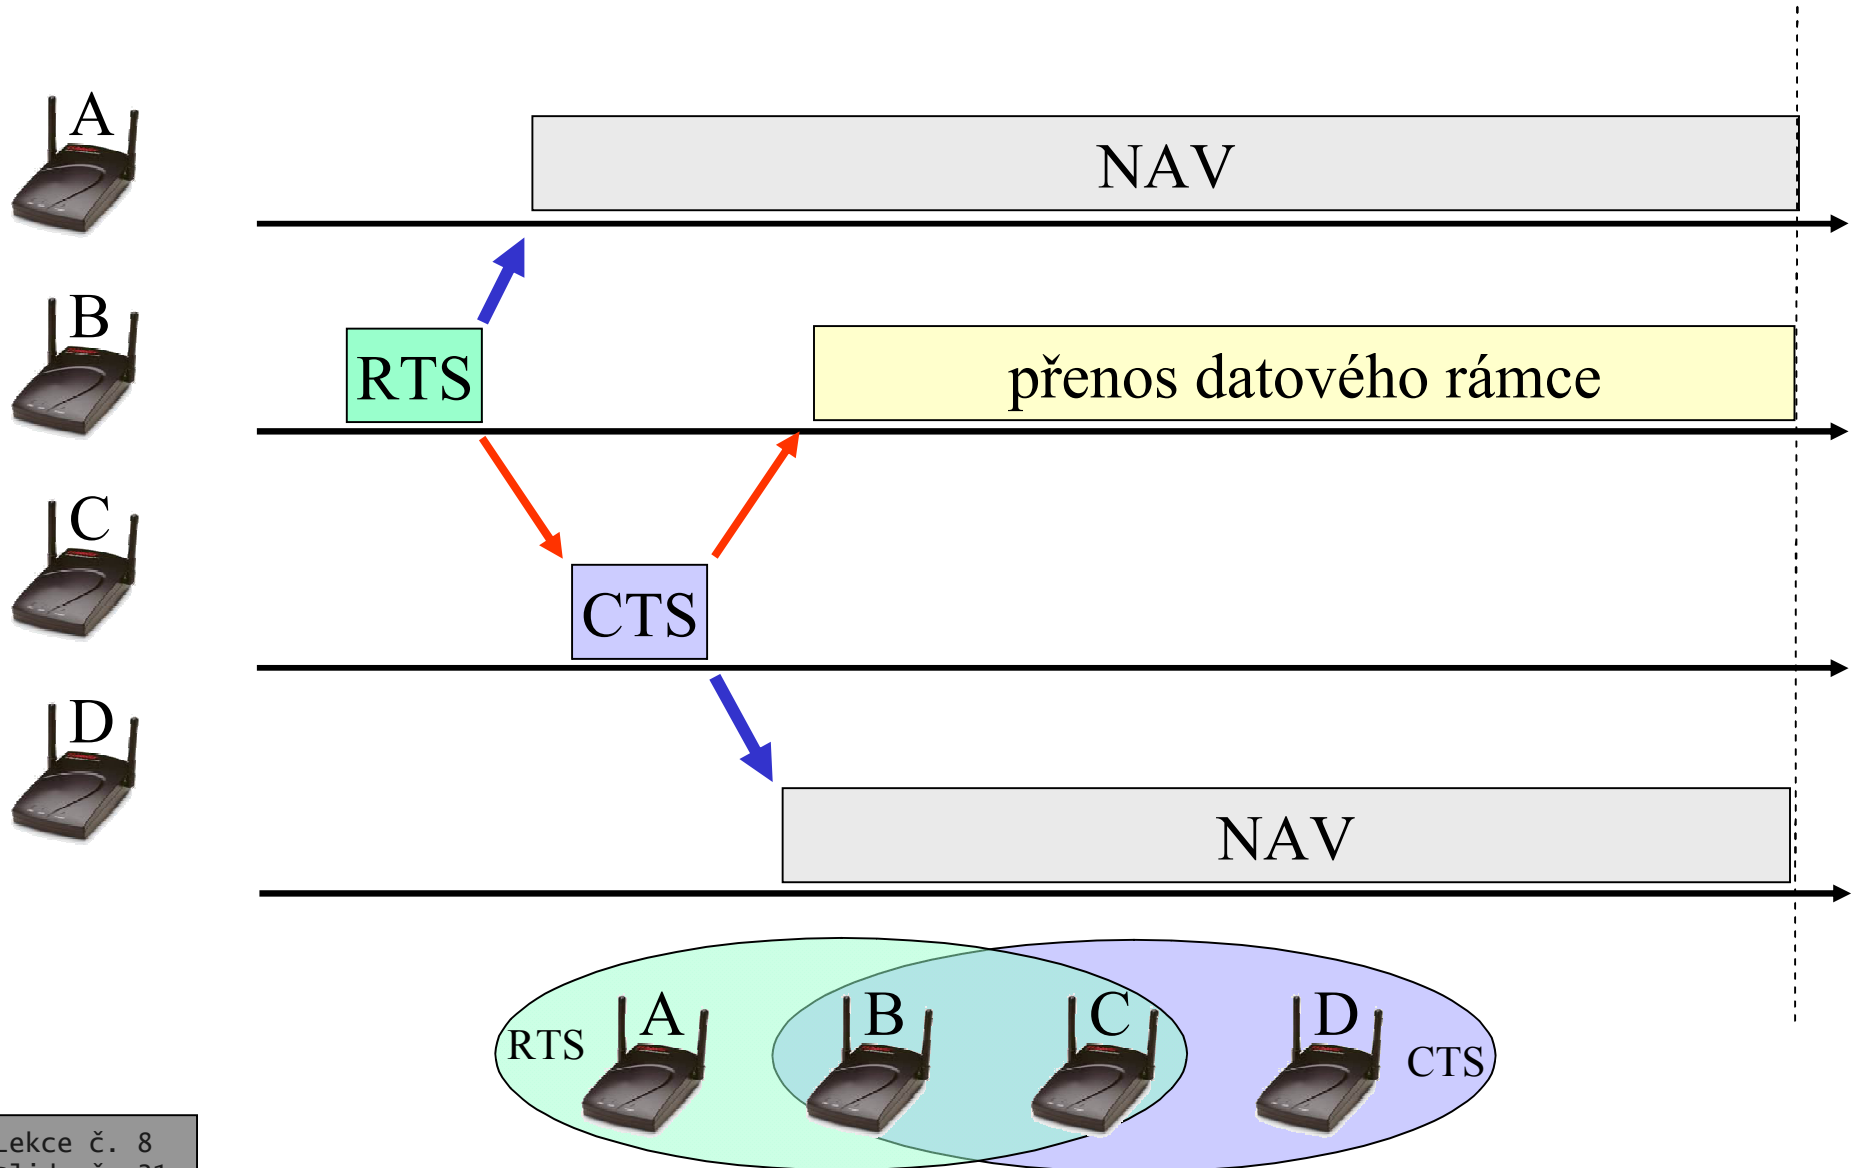 A
NAV
B
RTS
přenos datového rámce
C
CTS
D
NAV
RTS
A
B
C
D
CTS
Lekce č. 8